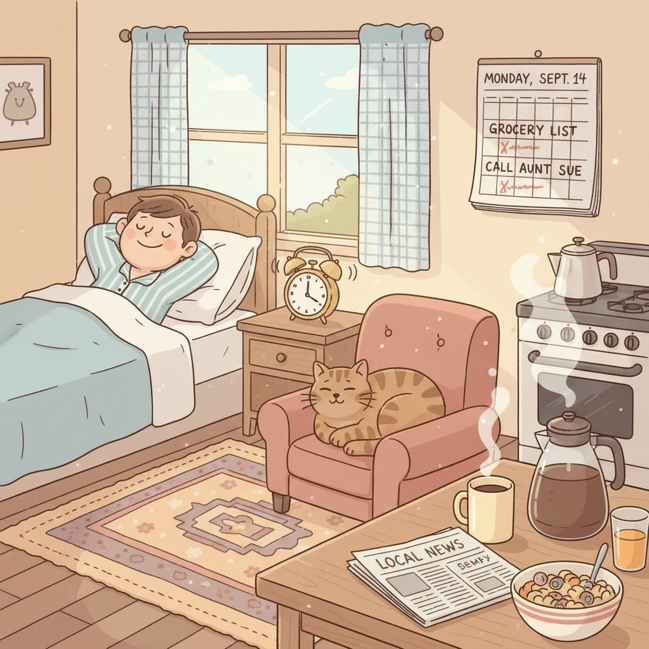 MONDAY, SEPT. 14
GROCERY LIST
CALL AUNT SUE
LOCAL NEWS